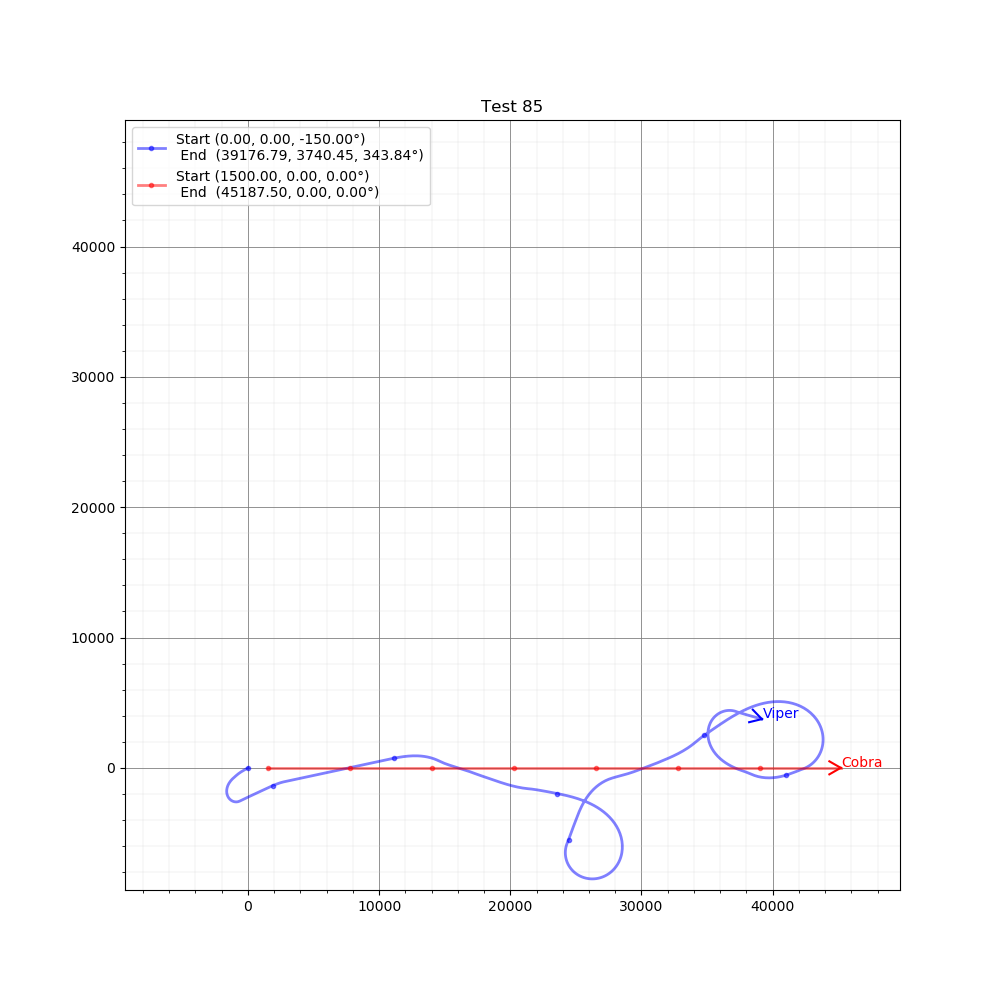 Test 85
Start (0.00, 0.00, -150.00°)
End  (39176.79, 3740.45, 343.84°)
Start (1500.00, 0.00, 0.00°)
End  (45187.50, 0.00, 0.00°)
40000
30000
20000
10000
0
Viper
Cobra
0
10000
20000
30000
40000